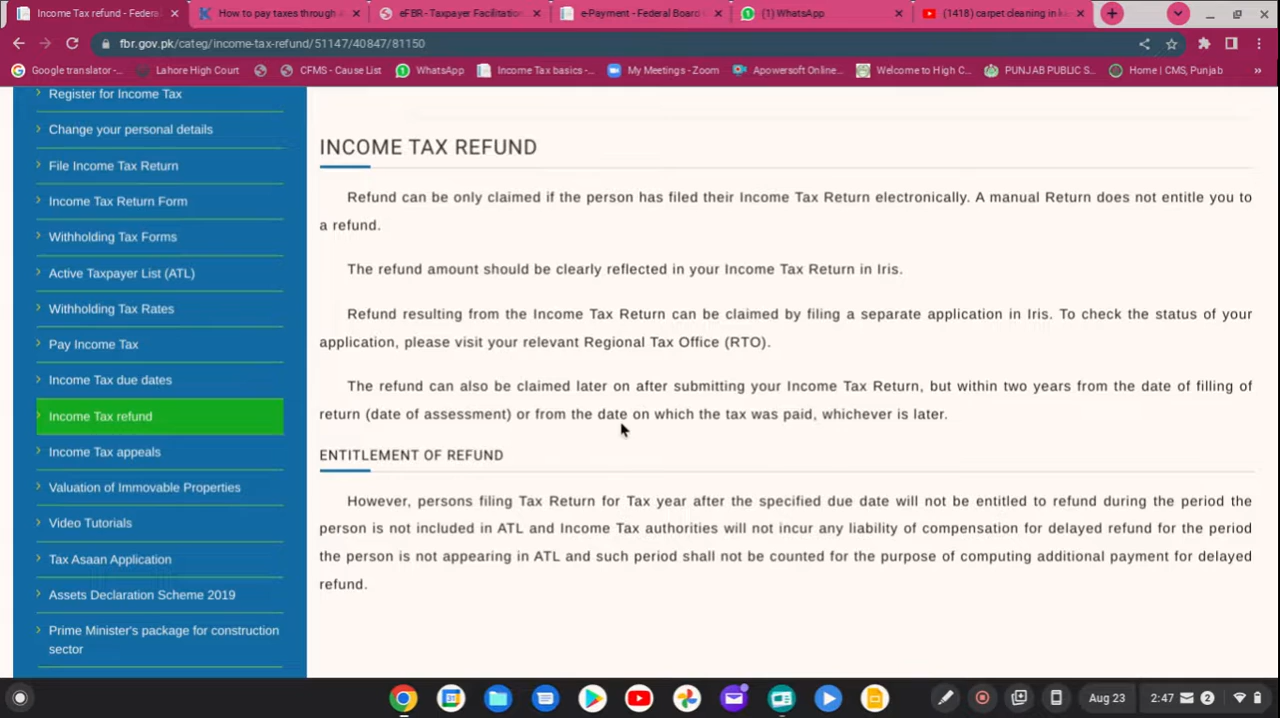 Income Tax refund - Federa
How to pay taxes through
eFBR - Taxpayer Facilitation
e-Payment - Federal Board
(1) WhatsApp
(1418) carpet cleaning in
fbr.gov.pk/categ/income-tax-refund/51147/40847/81150
Google translator -...
Lahore High Court
CFMS - Cause List
WhatsApp
Income Tax basics -...
My Meetings - Zoom
Apowersoft Online...
Welcome to High C...
PUNJAB PUBLIC S...
Home | CMS, Punjab
»
Register for Income Tax
Change your personal details
File Income Tax Return
Income Tax Return Form
Withholding Tax Forms
Active Taxpayer List (ATL)
Withholding Tax Rates
Pay Income Tax
Income Tax due dates
Income Tax refund
Income Tax appeals
Valuation of Immovable Properties
Video Tutorials
Tax Asaan Application
Assets Declaration Scheme 2019
Prime Minister's package for construction
sector
INCOME TAX REFUND
Refund can be only claimed if the person has filed their Income Tax Return electronically. A manual Return does not entitle you to
a refund.
The refund amount should be clearly reflected in your Income Tax Return in Iris.
Refund resulting from the Income Tax Return can be claimed by filing a separate application in Iris. To check the status of your
application, please visit your relevant Regional Tax Office (RTO).
The refund can also be claimed later on after submitting your Income Tax Return, but within two years from the date of filling of
return (date of assessment) or from the date on which the tax was paid, whichever is later.
ENTITLEMENT OF REFUND
However, persons filing Tax Return for Tax year after the specified due date will not be entitled to refund during the period the
person is not included in ATL and Income Tax authorities will not incur any liability of compensation for delayed refund for the period
the person is not appearing in ATL and such period shall not be counted for the purpose of computing additional payment for delayed
refund.
Aug 23
2:47
2